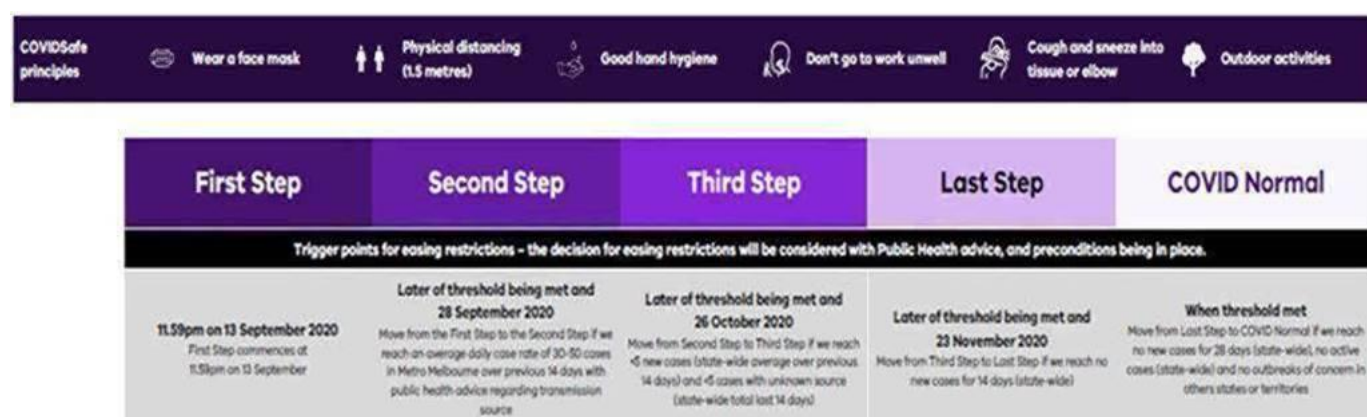 COVIDSafe
principles
Wear a face mask
Physical distancing
(1.5 metres)
Good hand hygiene
Don't go to work unwell
Cough and sneeze into
tissue or elbow
Outdoor activities
First Step
Second Step
Third Step
Last Step
COVID Normal
Trigger points for easing restrictions – the decision for easing restrictions will be considered with Public Health advice, and preconditions being in place.
11.59pm on 13 September 2020
First Step commences at
11.59pm on 13 September
Later of threshold being met and
28 September 2020
Move from the First Step to the Second Step if we
reach an average daily case rate of 30-50 cases
in Metro Melbourne over previous 14 days with
public health advice regarding transmission
source
Later of threshold being met and
26 October 2020
Move from Second Step to Third Step if we reach
<5 new cases (state-wide average over previous
14 days) and <5 cases with unknown source
(state-wide total last 14 days)
Later of threshold being met and
23 November 2020
Move from Third Step to Last Step if we reach no
new cases for 14 days (state-wide)
When threshold met
Move from Last Step to COVID Normal if we reach
no new cases for 28 days (state-wide), no active
cases (state-wide) and no outbreaks of concern in
others states or territories